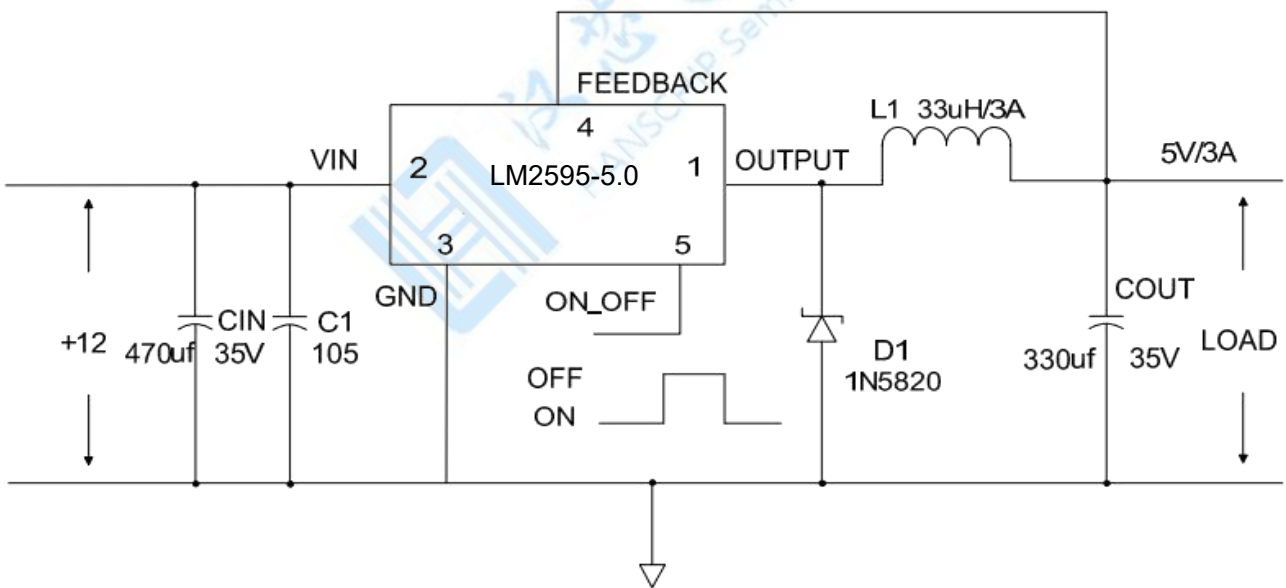 FEEDBACK
4
L1 33uH/3A
VIN
2
LM2595-5.0
1
OUTPUT
5V/3A
3
5
GND
ON_OFF
COUT
+12
CIN
470uf 35V
C1
105
OFF
ON
D1
1N5820
330uf 35V
LOAD